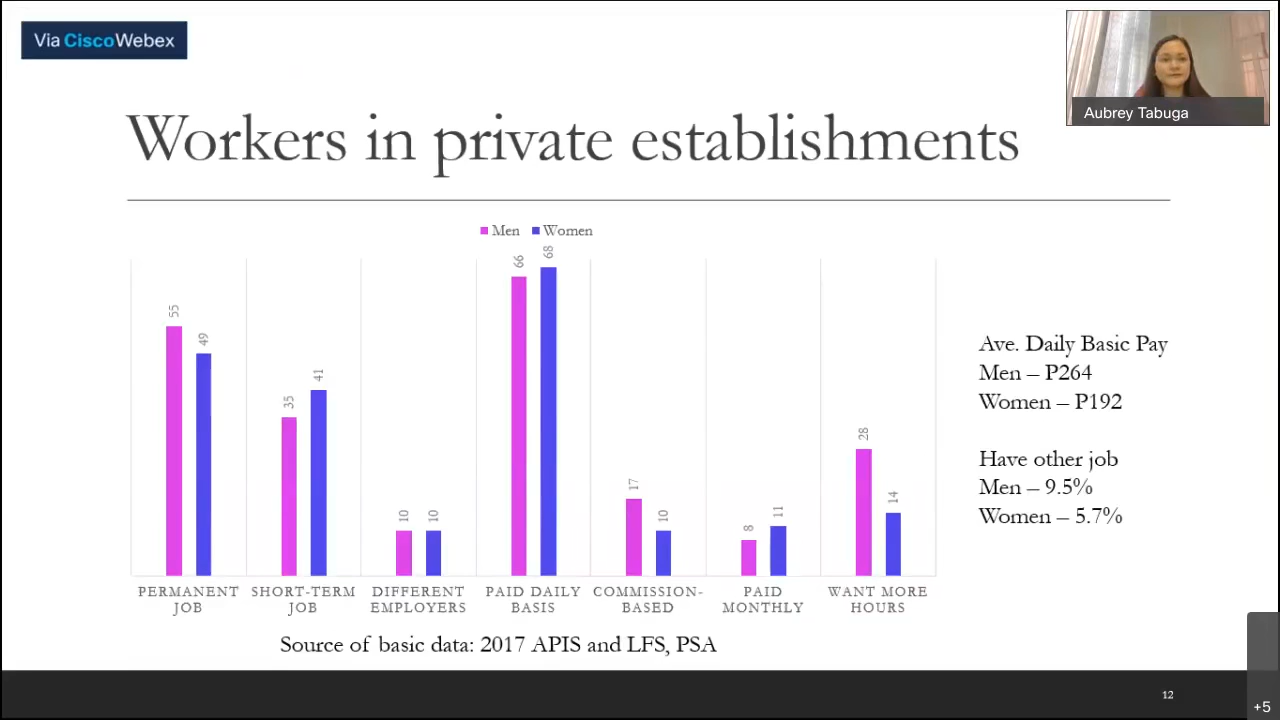 Via CiscoWebex
Aubrey Tabuga
Workers in private establishments
Men Women
55
49
35
41
10
10
66
68
17
10
8
11
28
14
PERMANENT JOB
SHORT-TERM JOB
DIFFERENT EMPLOYERS
PAID DAILY BASIS
COMMISSION-BASED
PAID MONTHLY
WANT MORE HOURS
Ave. Daily Basic Pay
Men – P264
Women – P192
Have other job
Men – 9.5%
Women – 5.7%
Source of basic data: 2017 APIS and LFS, PSA
12
+5